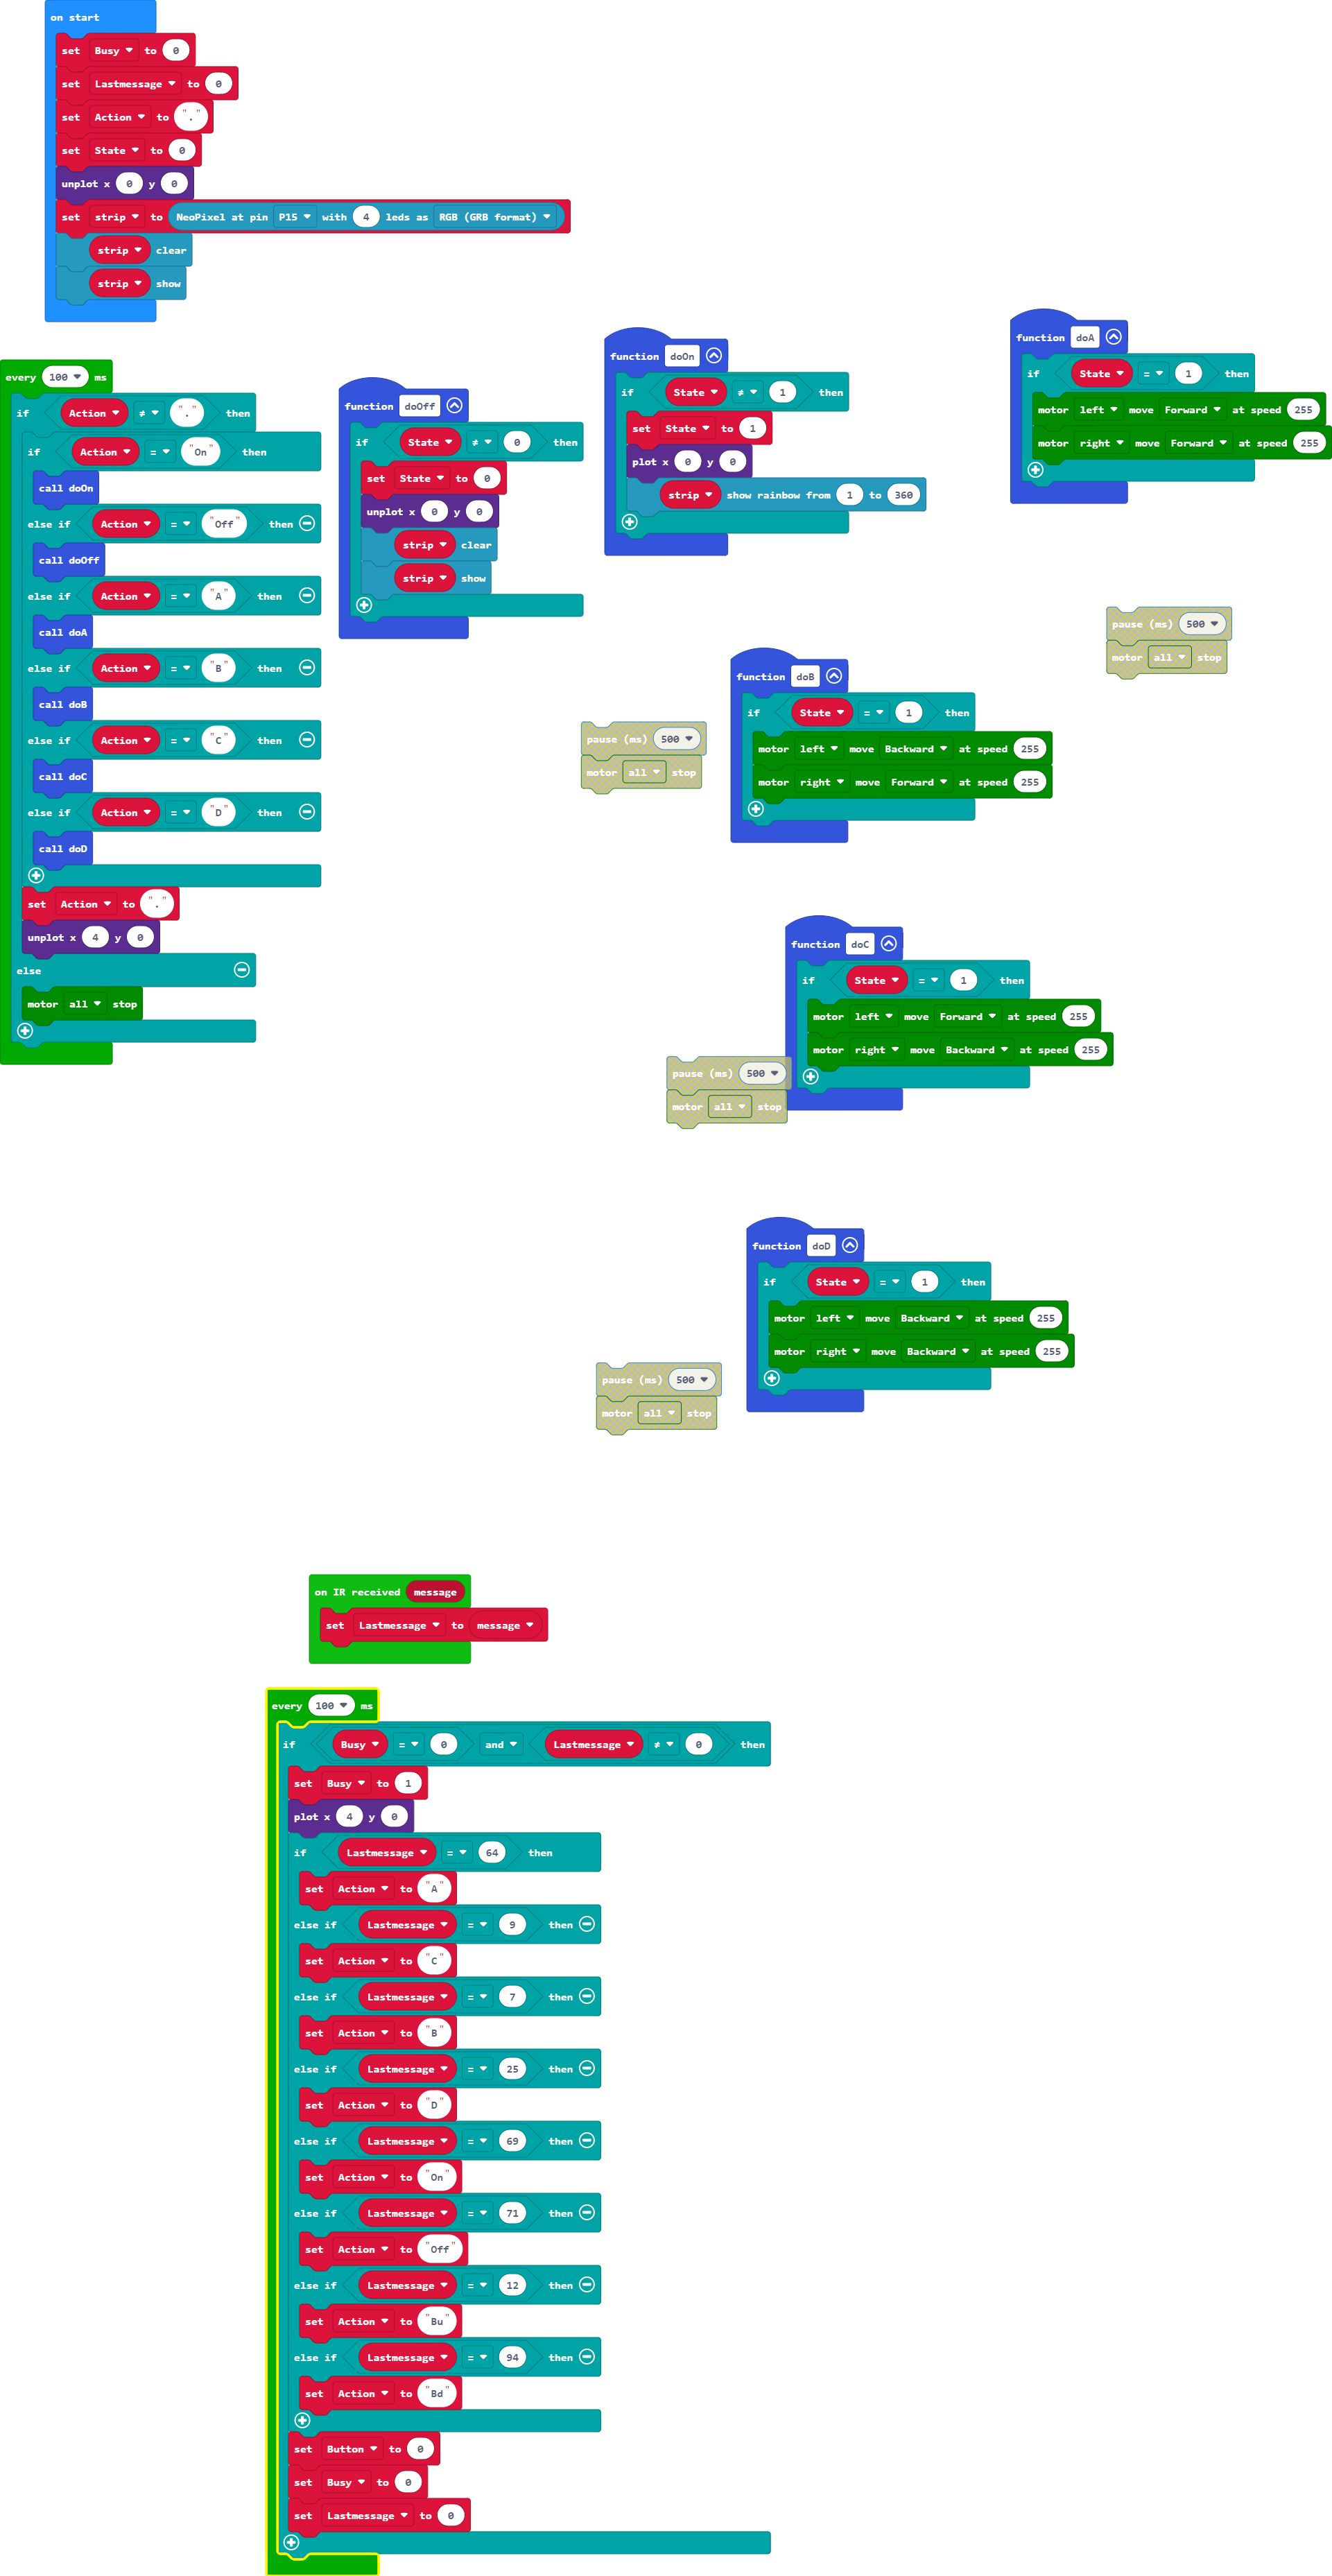 on start
set Busy to 0
set Lastmessage to 0
set Action to "."
set State to 0
unplot x 0 y 0
set strip to NeoPixel at pin P15 with 4 leds as RGB (GRB format)
strip clear
strip show
every 100 ms
if Action ≠ "." then
if Action = "On" then
call doOn
else if Action = "Off" then
call doOff
else if Action = "A" then
call doA
else if Action = "B" then
call doB
else if Action = "C" then
call doC
else if Action = "D" then
call doD
set Action to "."
unplot x 4 y 0
else
motor all stop
function doOff
if State ≠ 0 then
set State to 0
unplot x 0 y 0
strip clear
strip show
function doOn
if State ≠ 1 then
set State to 1
plot x 0 y 0
strip show rainbow from 1 to 360
function doA
if State = 1 then
motor left move Forward at speed 255
motor right move Forward at speed 255
pause (ms) 500
motor all stop
function doB
if State = 1 then
motor left move Backward at speed 255
motor right move Forward at speed 255
pause (ms) 500
motor all stop
function doC
if State = 1 then
motor left move Forward at speed 255
motor right move Backward at speed 255
pause (ms) 500
motor all stop
function doD
if State = 1 then
motor left move Backward at speed 255
motor right move Backward at speed 255
pause (ms) 500
motor all stop
on IR received message
set Lastmessage to message
every 100 ms
if Busy = 0 and Lastmessage ≠ 0 then
set Busy to 1
plot x 4 y 0
if Lastmessage = 64 then
set Action to "A"
else if Lastmessage = 9 then
set Action to "C"
else if Lastmessage = 7 then
set Action to "B"
else if Lastmessage = 25 then
set Action to "D"
else if Lastmessage = 69 then
set Action to "On"
else if Lastmessage = 71 then
set Action to "Off"
else if Lastmessage = 12 then
set Action to "Bu"
else if Lastmessage = 94 then
set Action to "Bd"
set Button to 0
set Busy to 0
set Lastmessage to 0